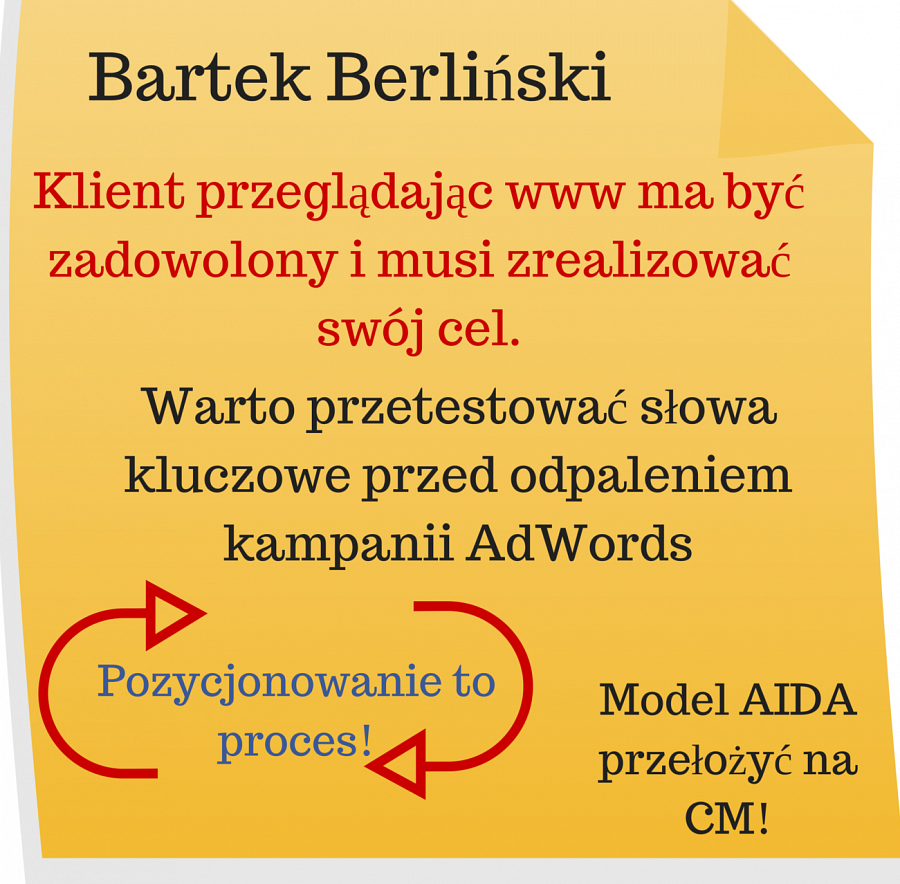 Bartek Berliński
Klient przeglądając www ma być
zadowolony i musi zrealizować
swój cel.
Warto przetestować słowa
kluczowe przed odpaleniem
kampanii AdWords
Pozycjonowanie to
proces!
Model AIDA
przełożyć na
CM!